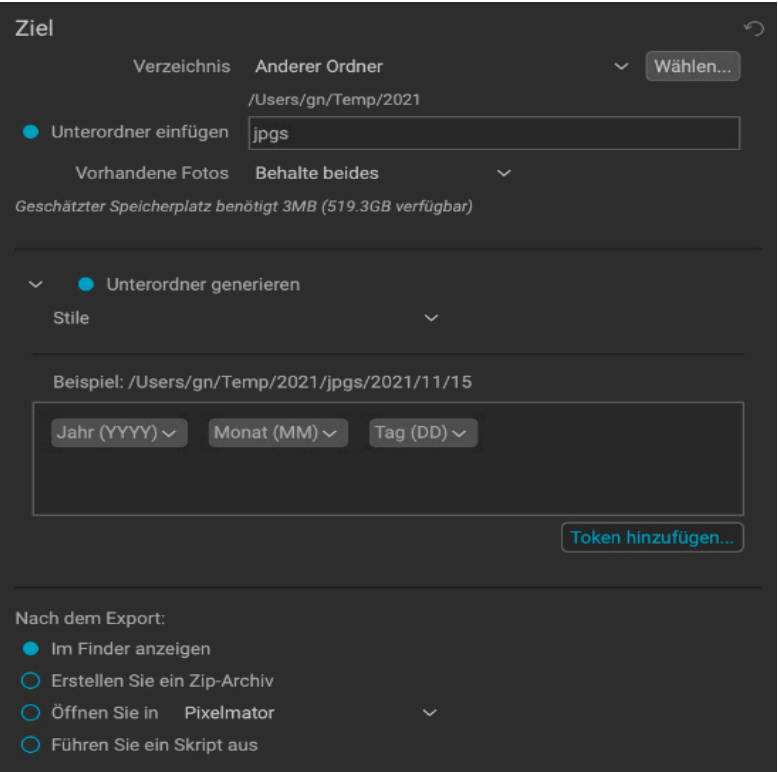 Ziel
Verzeichnis Anderer Ordner Wählen...
/Users/gn/Temp/2021
Unterordner einfügen jpgs
Vorhandene Fotos Behalte beides
Geschätzter Speicherplatz benötigt 3MB (519.3GB verfügbar)
Unterordner generieren
Stile
Beispiel: /Users/gn/Temp/2021/jpgs/2021/11/15
Jahr (YYYY) Monat (MM) Tag (DD)
Token hinzufügen...
Nach dem Export:
Im Finder anzeigen
Erstellen Sie ein Zip-Archiv
Öffnen Sie in Pixelmator
Führen Sie ein Skript aus